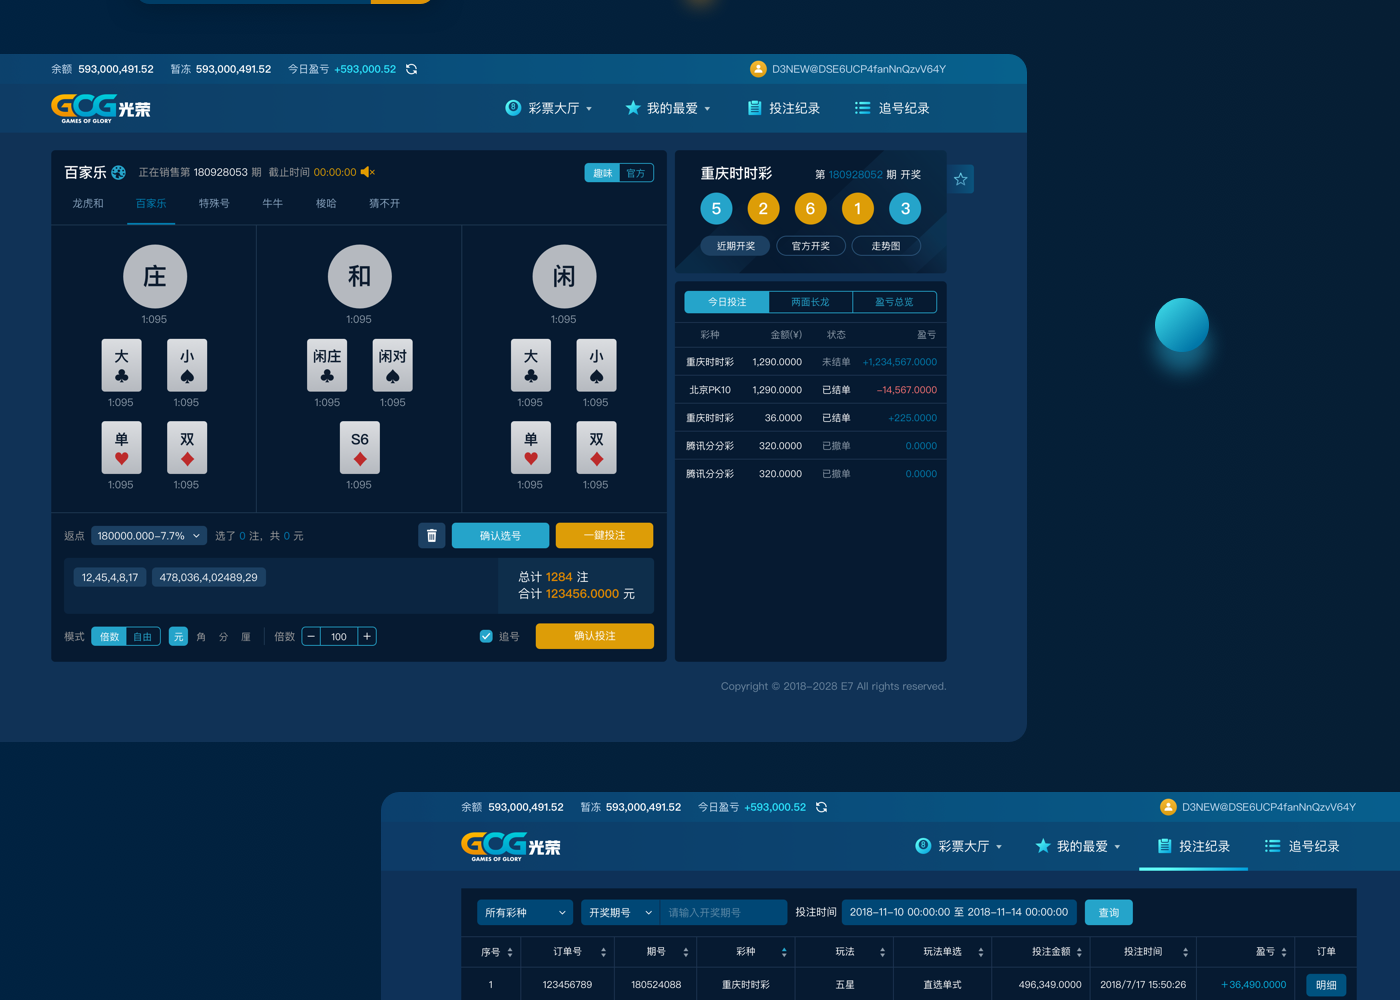 余额 593,000,491.52 暂冻 593,000,491.52 今日盈亏 +593,000.52
D3NEW@DSE6UCP4fanNnQzvV64Y
GCG光荣
GAMES OF GLORY
彩票大厅 我的最爱 投注纪录 追号纪录
百家乐 正在销售第 180928053 期 截止时间 00:00:00
趣味 官方
龙虎和 百家乐 特殊号 牛牛 梭哈 猜不开
庄 和 闲
1:095 1:095 1:095
大 小 闲庄 闲对 大 小
1:095 1:095 1:095 1:095 1:095 1:095
单 双 S6 单 双
1:095 1:095 1:095 1:095 1:095
返点 180000.000-7.7% 选了 0 注, 共 0 元
确认选号 一键投注
12,45,4,8,17 478,036,4,02489,29
总计 1284 注
合计 123456.0000 元
模式 倍数 自由 元 角 分 厘 倍数 − 100 +
追号 确认投注
重庆时时彩 第 180928052 期 开奖
5 2 6 1 3
近期开奖 官方开奖 走势图
今日投注 两面长龙 盈亏总览
彩种 金额(¥) 状态 盈亏
重庆时时彩 1,290.0000 未结单 +1,234,567.0000
北京PK10 1,290.0000 已结单 -14,567.0000
重庆时时彩 36.0000 已结单 +225.0000
腾讯分分彩 320.0000 已撤单 0.0000
腾讯分分彩 320.0000 已撤单 0.0000
Copyright © 2018-2028 E7 All rights reserved.
余额 593,000,491.52 暂冻 593,000,491.52 今日盈亏 +593,000.52
D3NEW@DSE6UCP4fanNnQzvV64Y
GCG光荣
GAMES OF GLORY
彩票大厅 我的最爱 投注纪录 追号纪录
所有彩种 开奖期号 请输入开奖期号 投注时间 2018-11-10 00:00:00 至 2018-11-14 00:00:00 查询
序号 订单号 期号 彩种 玩法 玩法单选 投注金额 投注时间 盈亏 订单
1 123456789 180524088 重庆时时彩 五星 直选单式 496,349.0000 2018/7/17 15:50:26 +36,490.0000 明细